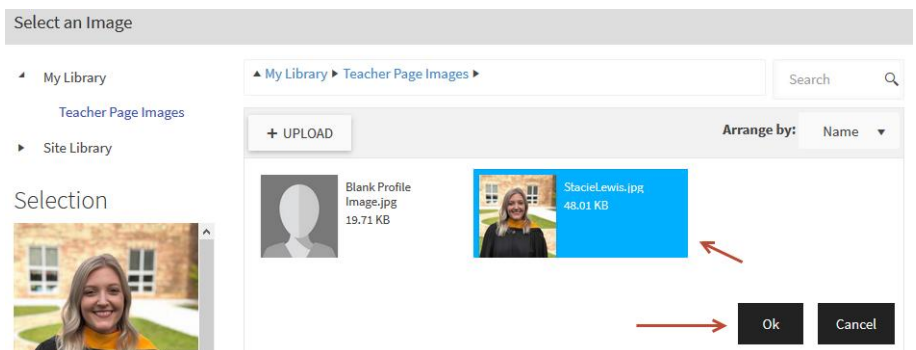 Select an Image
My Library
Teacher Page Images
Site Library
Selection
My Library Teacher Page Images
Search
+ UPLOAD
Arrange by: Name
Blank Profile
Image.jpg
19.71 KB
StacieLewis.jpg
48.01 KB
Ok Cancel